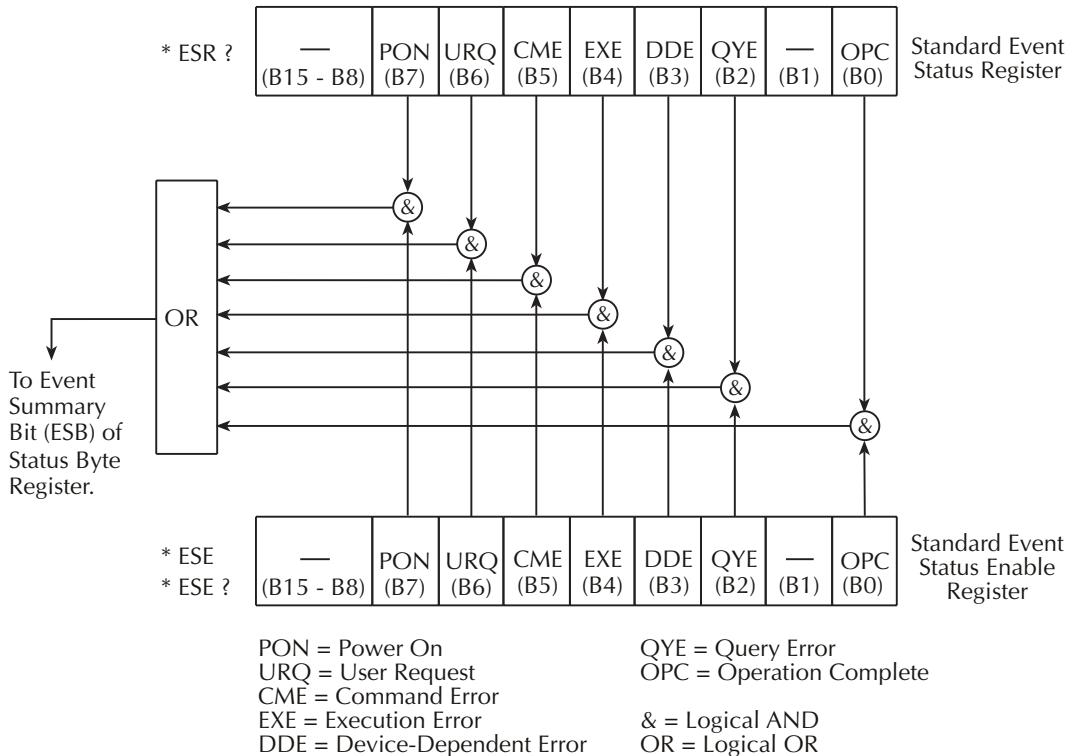 * ESR ?
— PON URQ CME EXE DDE QYE — OPC
(B15 - B8) (B7) (B6) (B5) (B4) (B3) (B2) (B1) (B0)
Standard Event
Status Register
&
&
&
&
&
&
&
OR
To Event
Summary
Bit (ESB) of
Status Byte
Register.
* ESE
* ESE ?
— PON URQ CME EXE DDE QYE — OPC
(B15 - B8) (B7) (B6) (B5) (B4) (B3) (B2) (B1) (B0)
Standard Event
Status Enable
Register
PON = Power On
URQ = User Request
CME = Command Error
EXE = Execution Error
DDE = Device-Dependent Error
QYE = Query Error
OPC = Operation Complete
& = Logical AND
OR = Logical OR